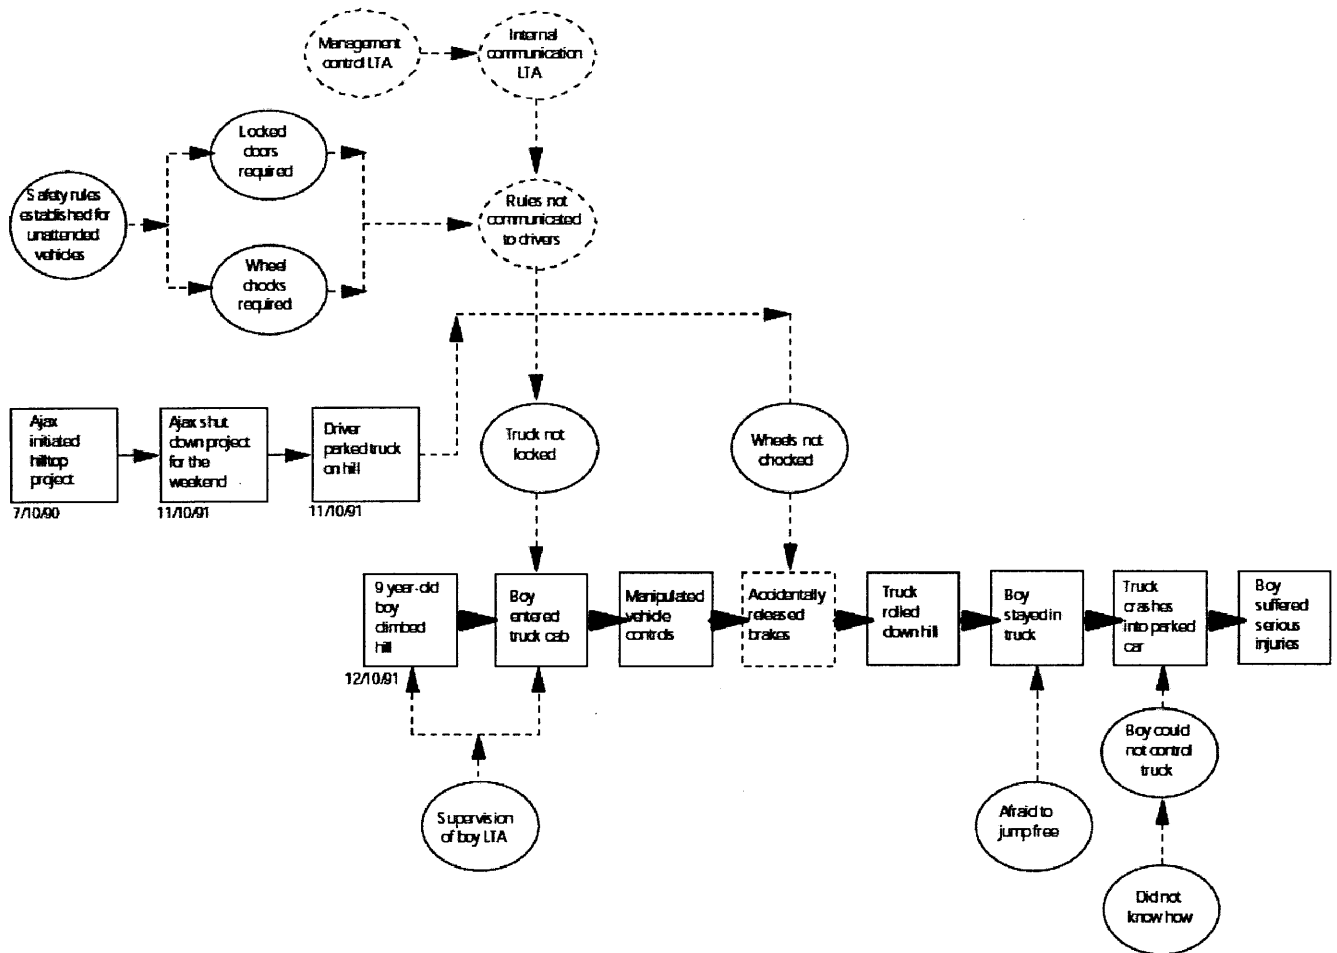 Management
control LTA
Internal
communication
LTA
Locked
doors
required
Safety rules
established for
unattended
vehicles
Rules not
communicated
to drivers
Wheel
chocks
required
Ajax
initiated
hilltop
project
7/10/90
Ajax shut
down project
for the
weekend
11/10/91
Driver
parked truck
on hill
11/10/91
Truck not
locked
Wheels not
chocked
9 year-old
boy
climbed
hill
12/10/91
Boy
entered
truck cab
Manipulated
vehicle
controls
Accidentally
released
brakes
Truck
rolled
down hill
Boy
stayed in
truck
Truck
crashes
into parked
car
Boy
suffered
serious
injuries
Supervision
of boy LTA
Afraid to
jump free
Boy could
not control
truck
Did not
know how